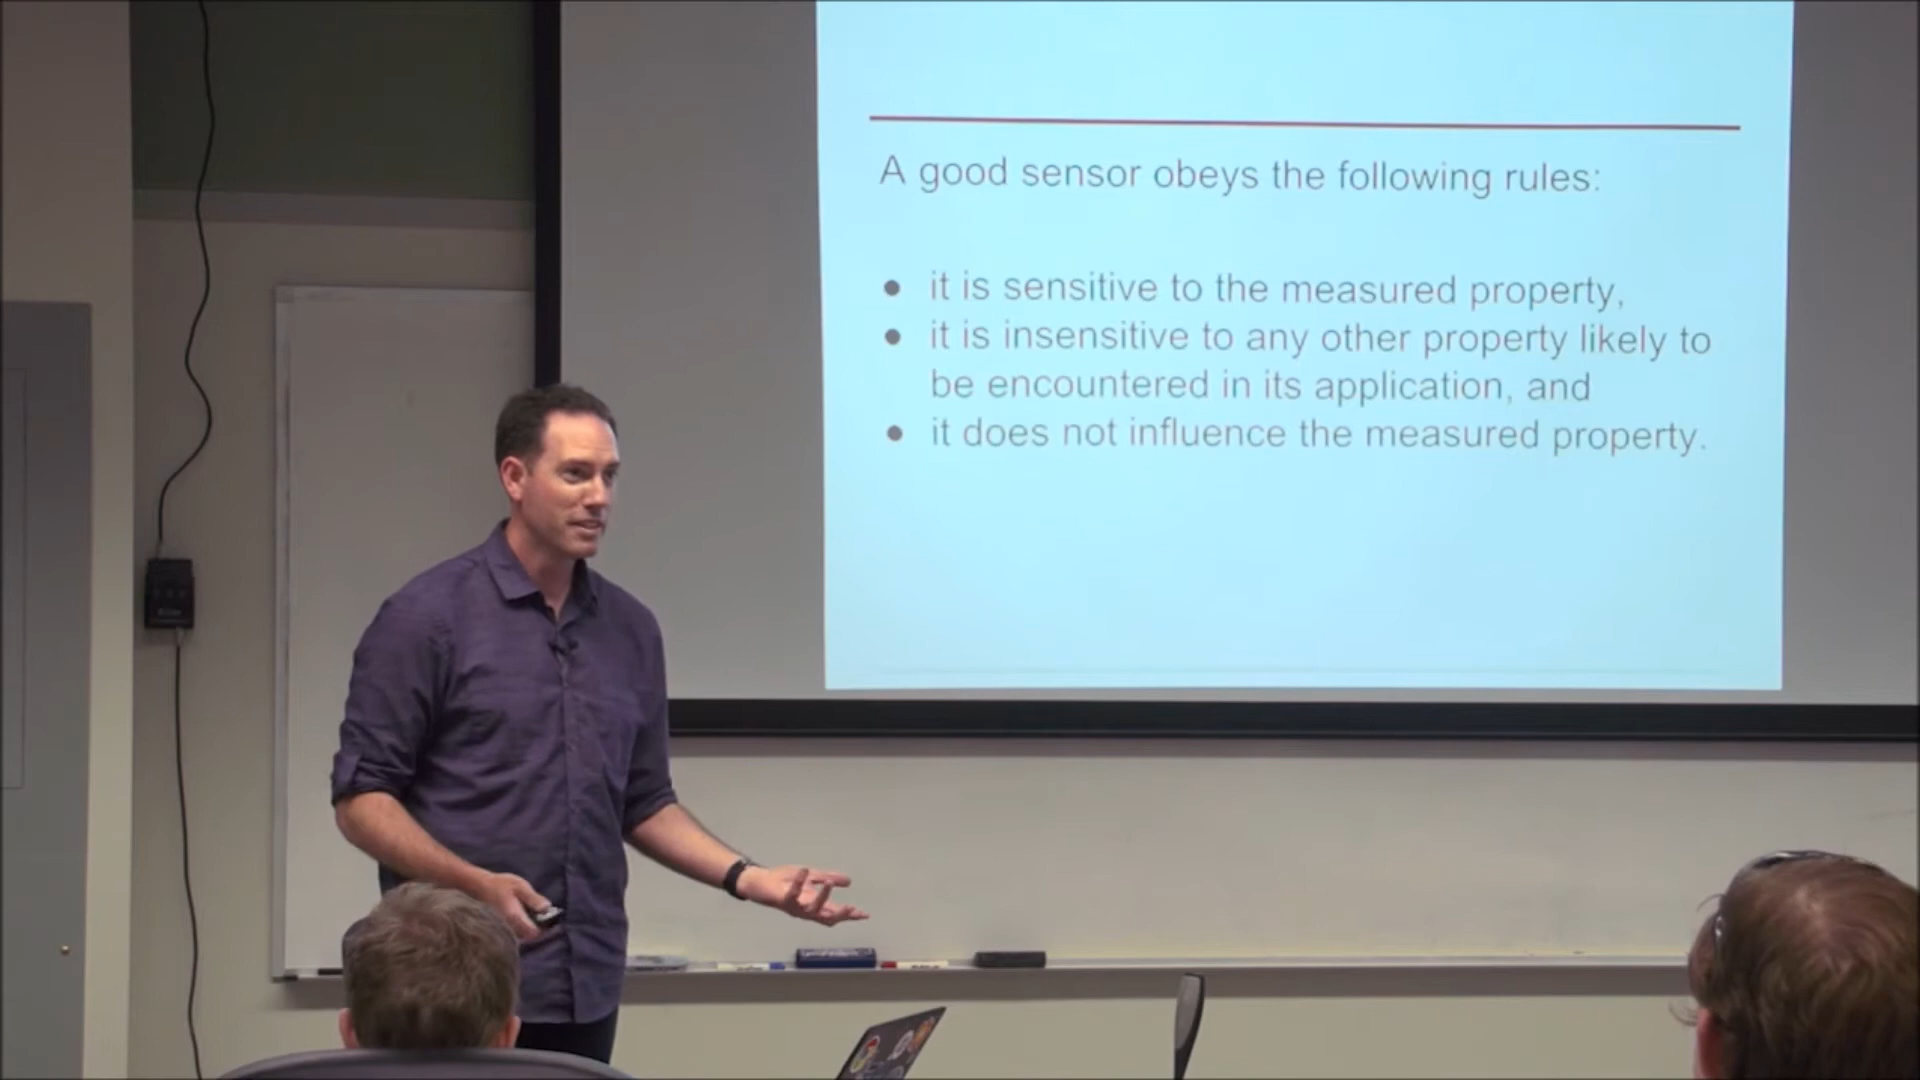 A good sensor obeys the following rules:
● it is sensitive to the measured property,
● it is insensitive to any other property likely to
be encountered in its application, and
● it does not influence the measured property.